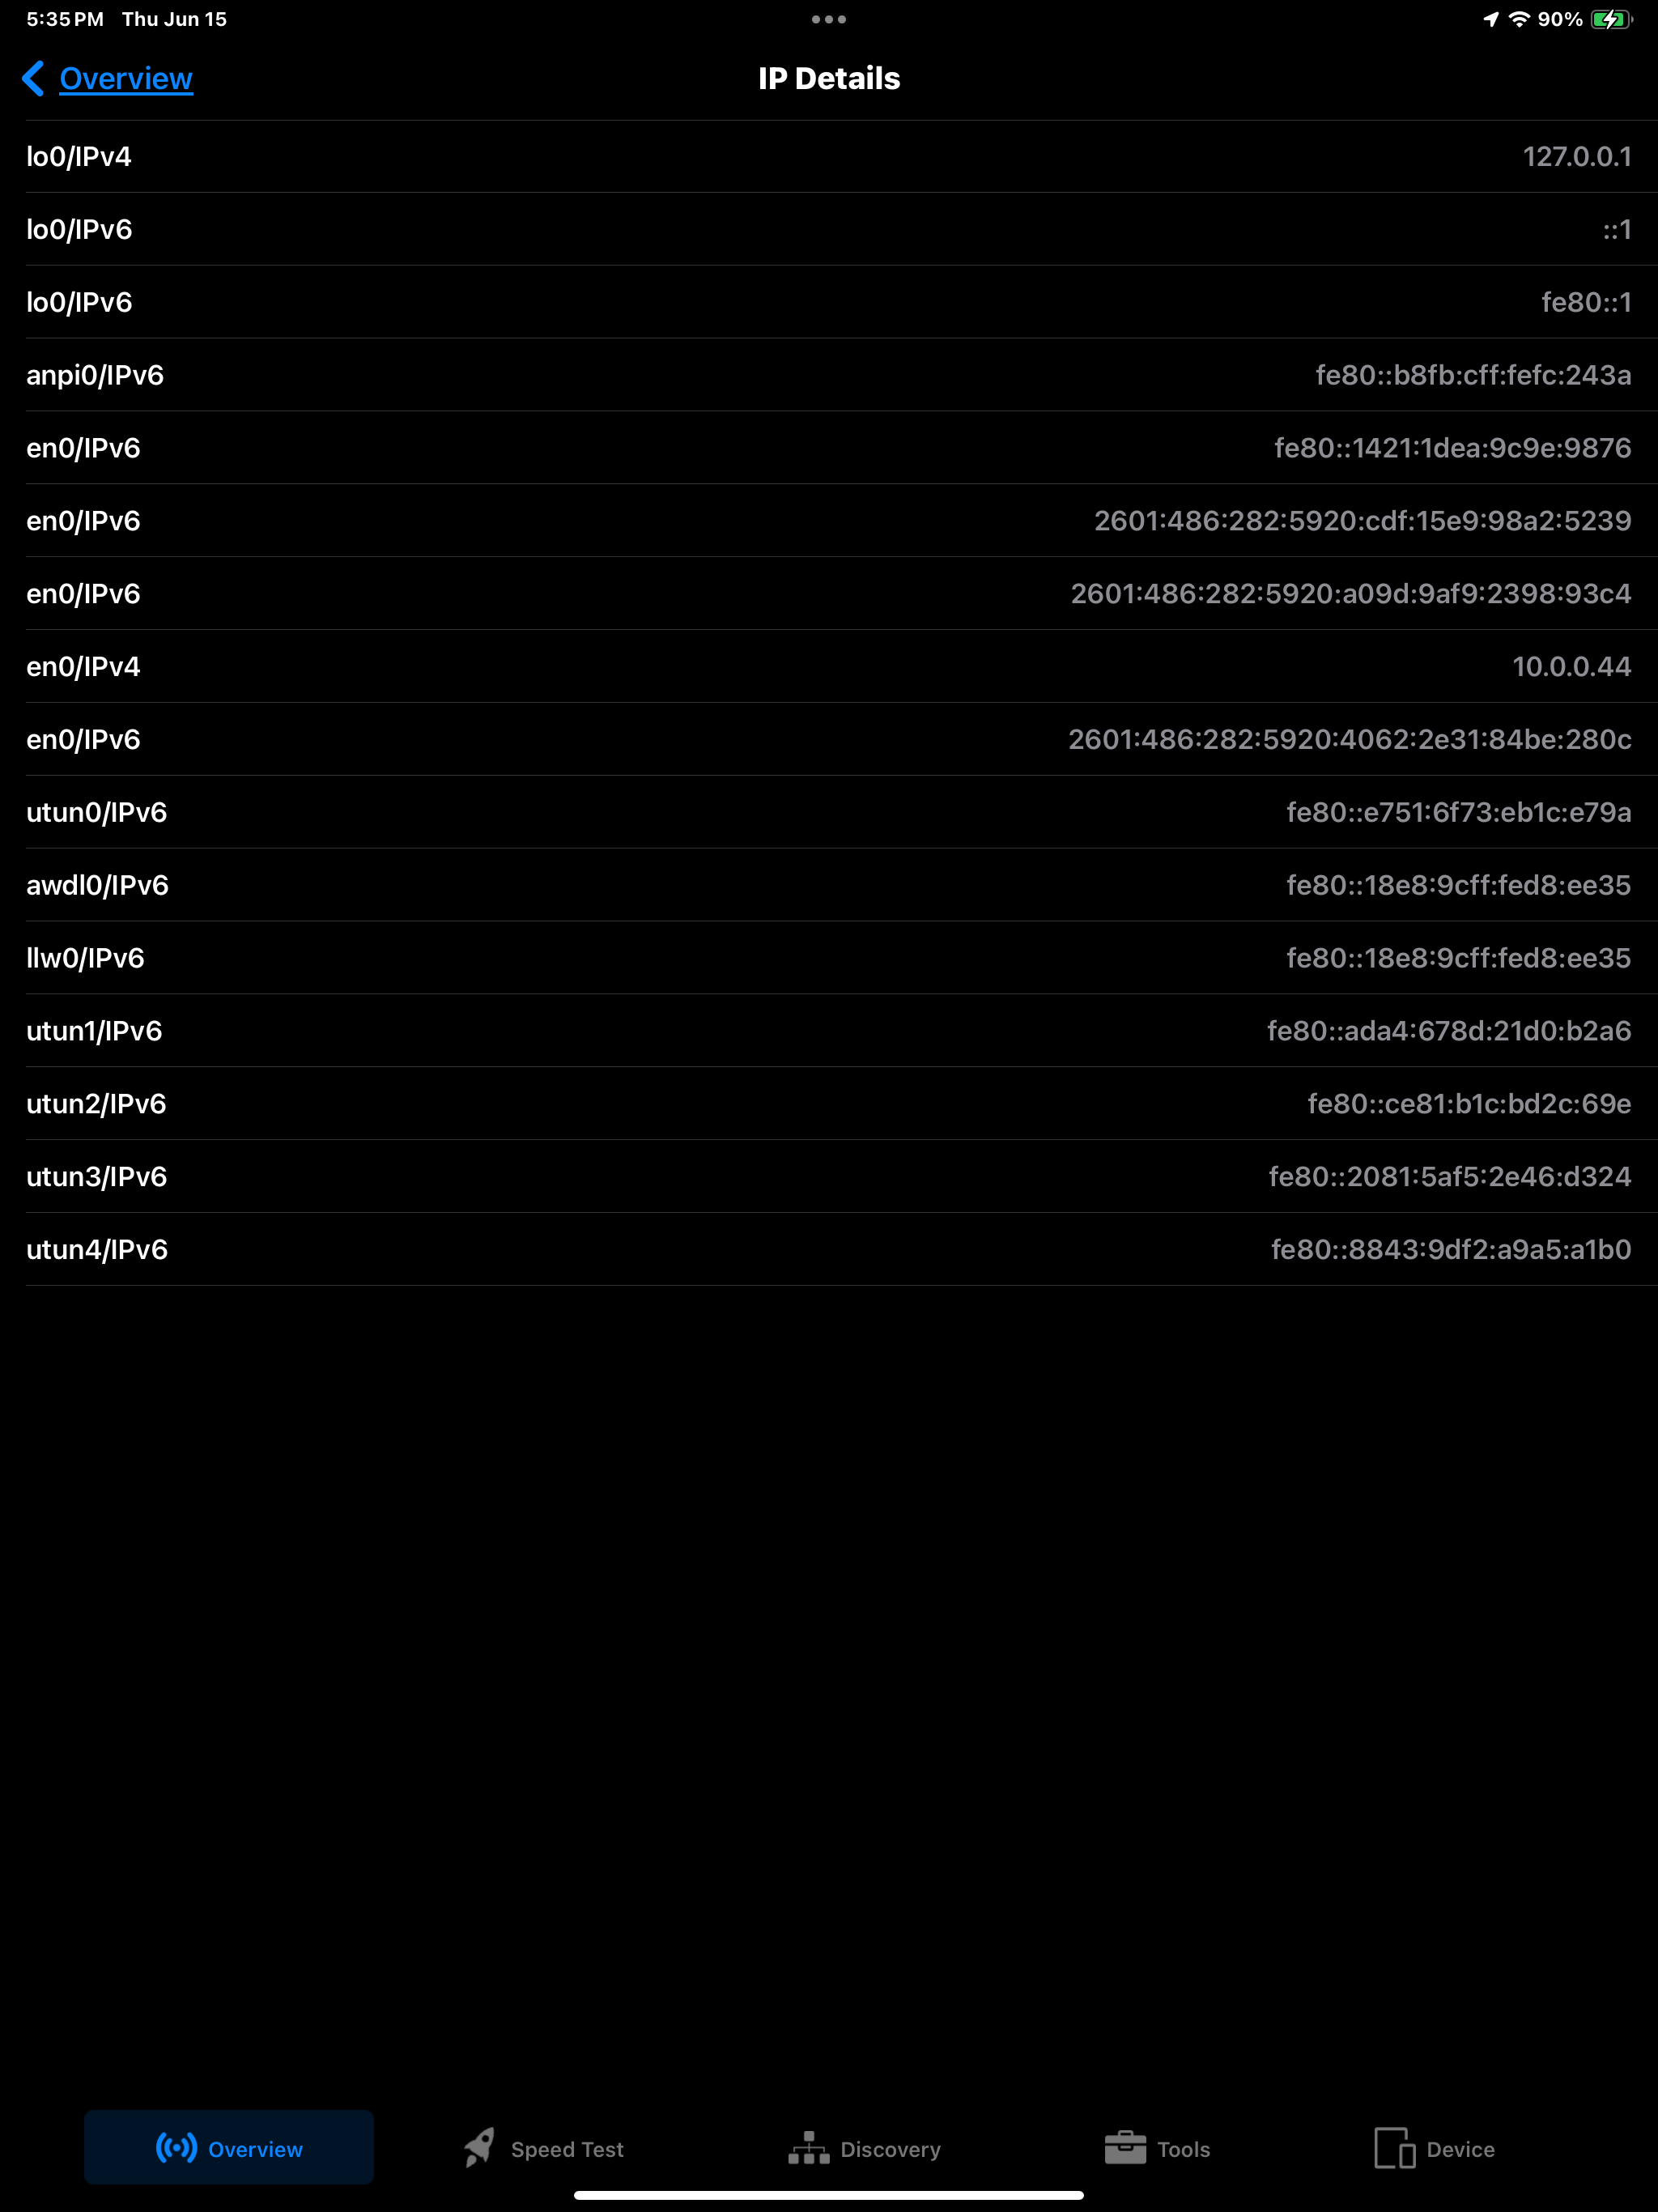 5:35 PM Thu Jun 15
90%
Overview
IP Details
lo0/IPv4 127.0.0.1
lo0/IPv6 ::1
lo0/IPv6 fe80::1
anpi0/IPv6 fe80::b8fb:cff:fefc:243a
en0/IPv6 fe80::1421:1dea:9c9e:9876
en0/IPv6 2601:486:282:5920:cdf:15e9:98a2:5239
en0/IPv6 2601:486:282:5920:a09d:9af9:2398:93c4
en0/IPv4 10.0.0.44
en0/IPv6 2601:486:282:5920:4062:2e31:84be:280c
utun0/IPv6 fe80::e751:6f73:eb1c:e79a
awdl0/IPv6 fe80::18e8:9cff:fed8:ee35
llw0/IPv6 fe80::18e8:9cff:fed8:ee35
utun1/IPv6 fe80::ada4:678d:21d0:b2a6
utun2/IPv6 fe80::ce81:b1c:bd2c:69e
utun3/IPv6 fe80::2081:5af5:2e46:d324
utun4/IPv6 fe80::8843:9df2:a9a5:a1b0
Overview
Speed Test
Discovery
Tools
Device